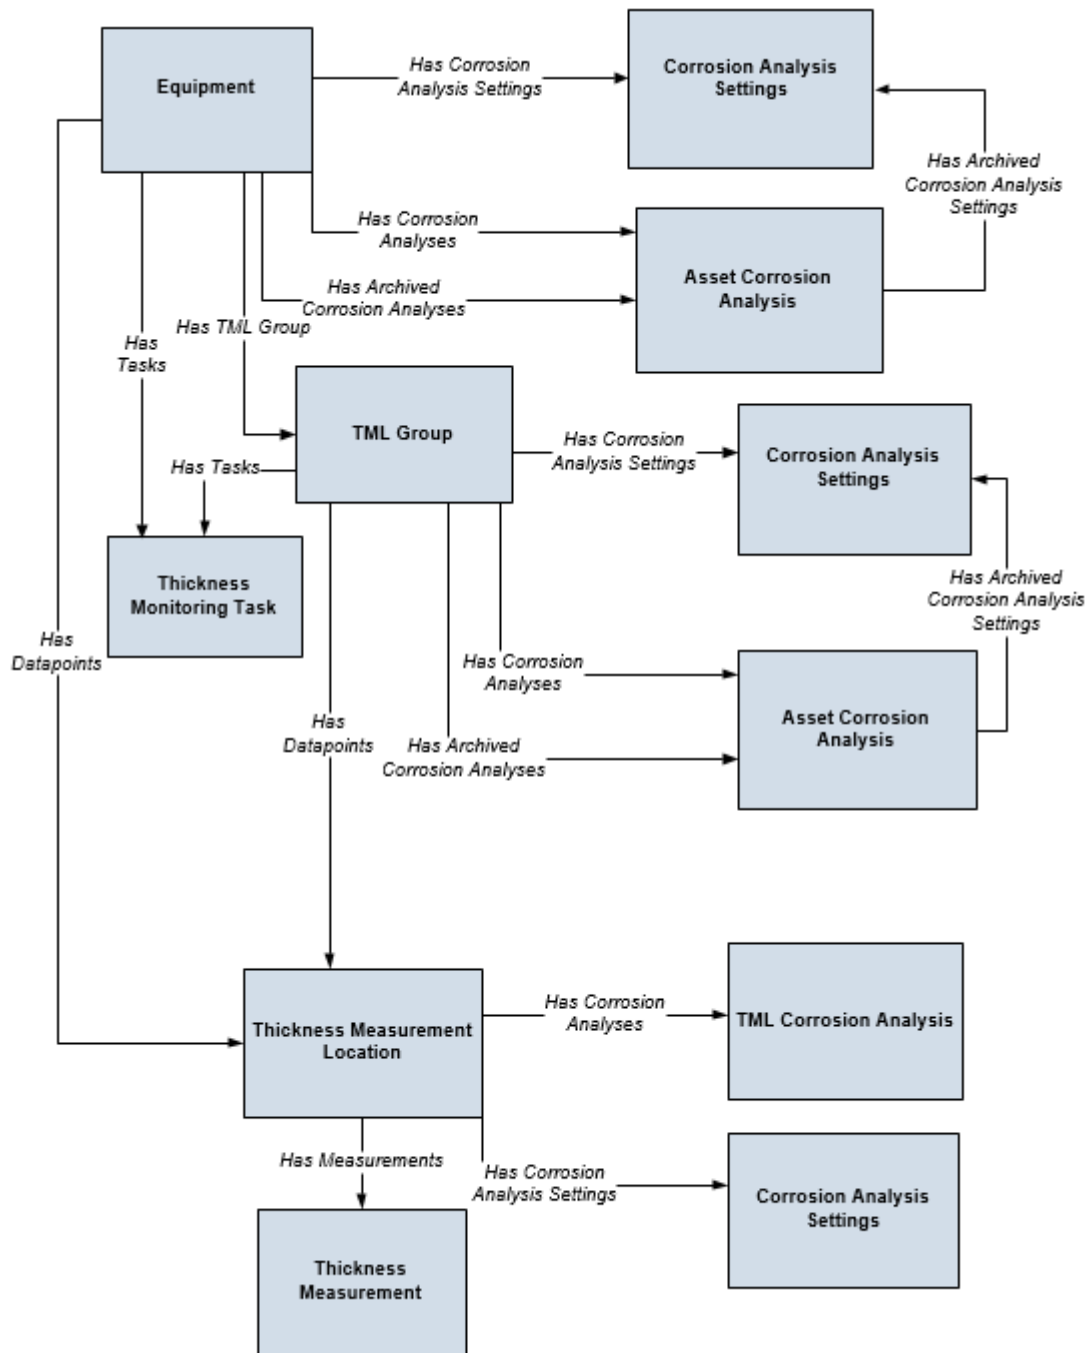 Equipment
Has Corrosion
Analysis Settings
Corrosion Analysis
Settings
Has Archived
Corrosion Analysis
Settings
Has Corrosion
Analyses
Asset Corrosion
Analysis
Has Archived
Corrosion Analyses
Has TML Group
Has
Tasks
TML Group
Has Corrosion
Analysis Settings
Corrosion Analysis
Settings
Has Tasks
Thickness
Monitoring Task
Has Archived
Corrosion Analysis
Settings
Has
Datapoints
Has Corrosion
Analyses
Asset Corrosion
Analysis
Has
Datapoints
Has Archived
Corrosion Analyses
Thickness Measurement
Location
Has Corrosion
Analyses
TML Corrosion Analysis
Has Measurements
Has Corrosion
Analysis Settings
Corrosion Analysis
Settings
Thickness
Measurement